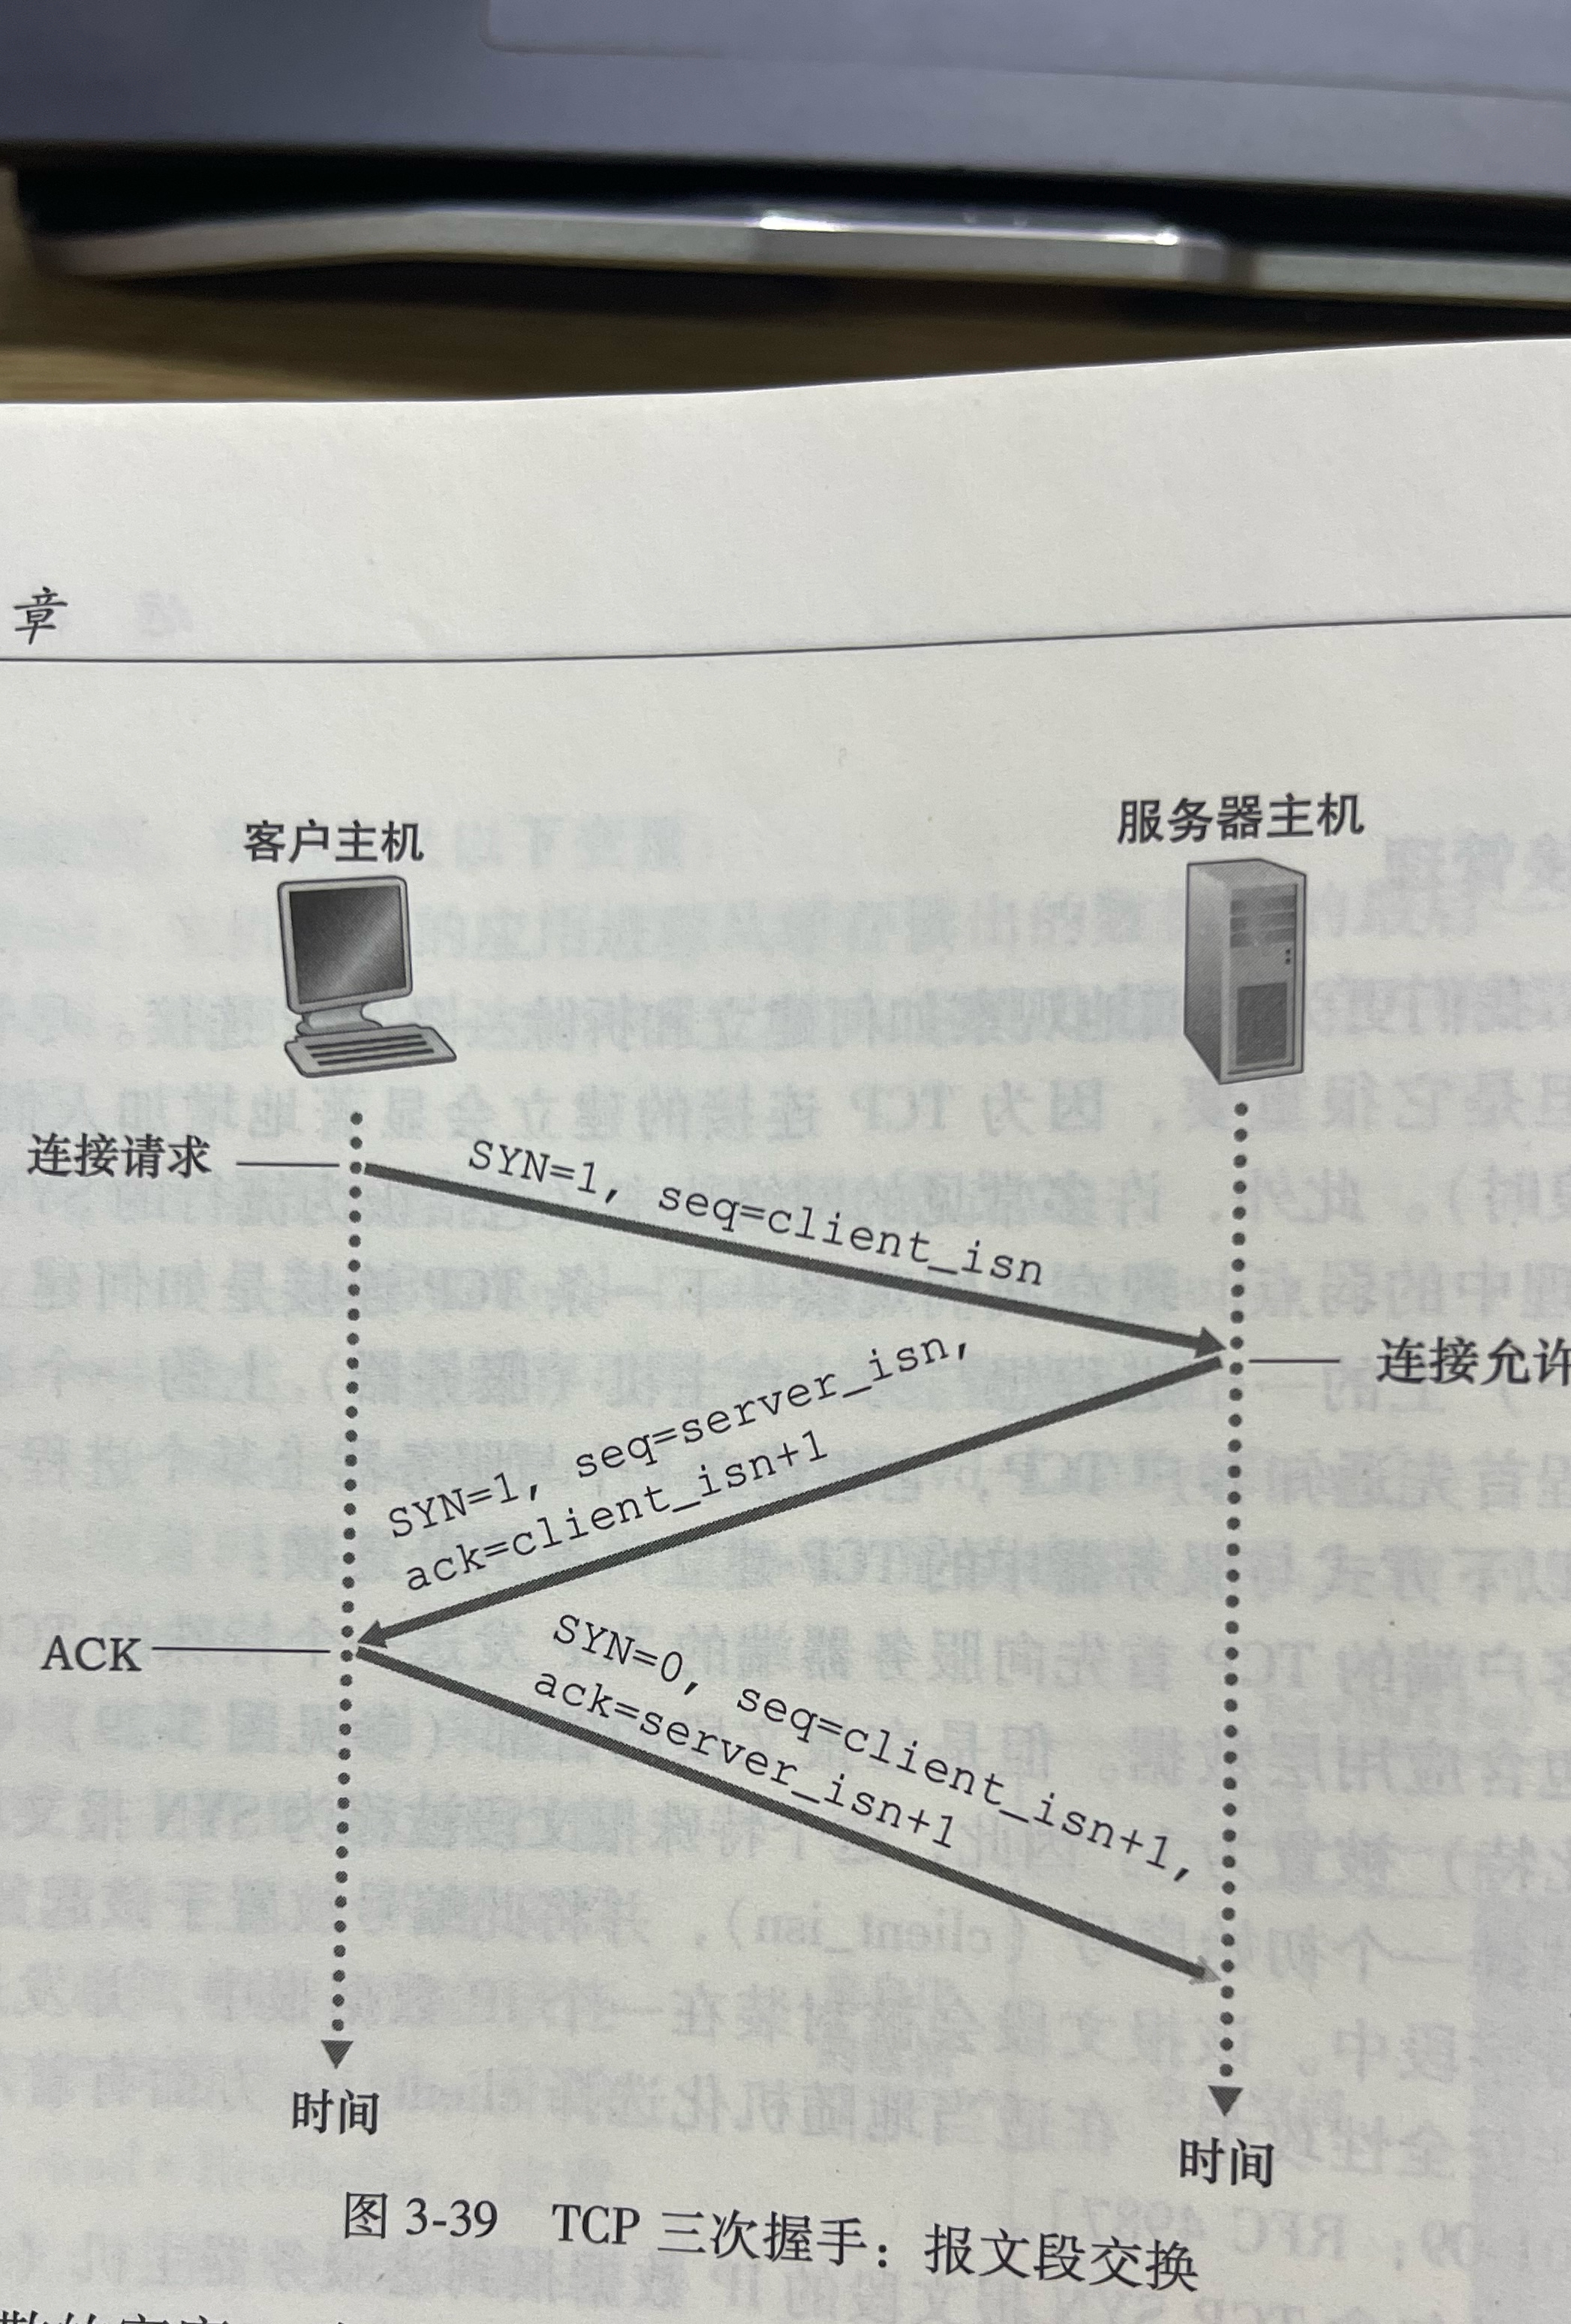 章
客户主机
服务器主机
连接请求
SYN=1, seq=client_isn
连接允许
SYN=1, seq=server_isn,
ack=client_isn+1
ACK
SYN=0, seq=client_isn+1,
ack=server_isn+1
时间
时间
图 3-39 TCP 三次握手：报文段交换